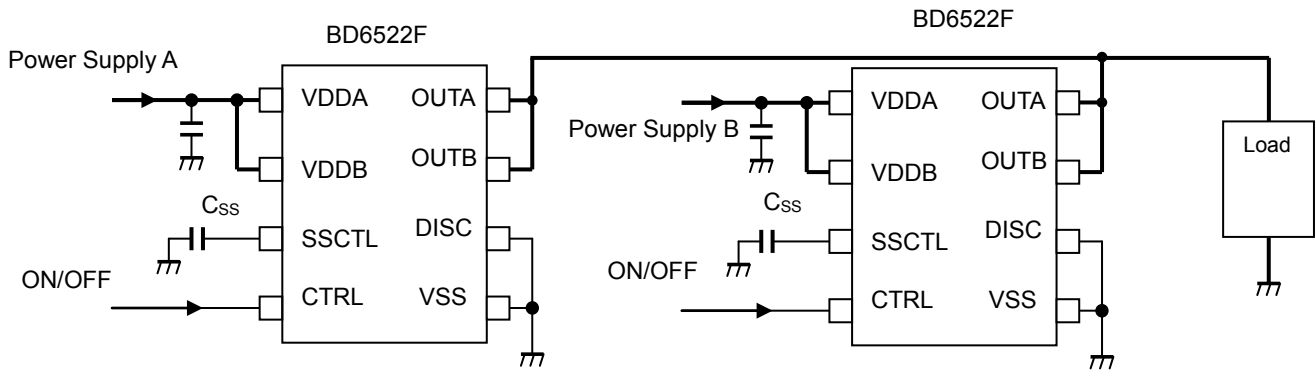 BD6522F
Power Supply A
VDDA OUTA
VDDB OUTB
CSS
SSCTL DISC
ON/OFF
CTRL VSS
BD6522F
Power Supply B
VDDA OUTA
VDDB OUTB
CSS
SSCTL DISC
ON/OFF
CTRL VSS
Load